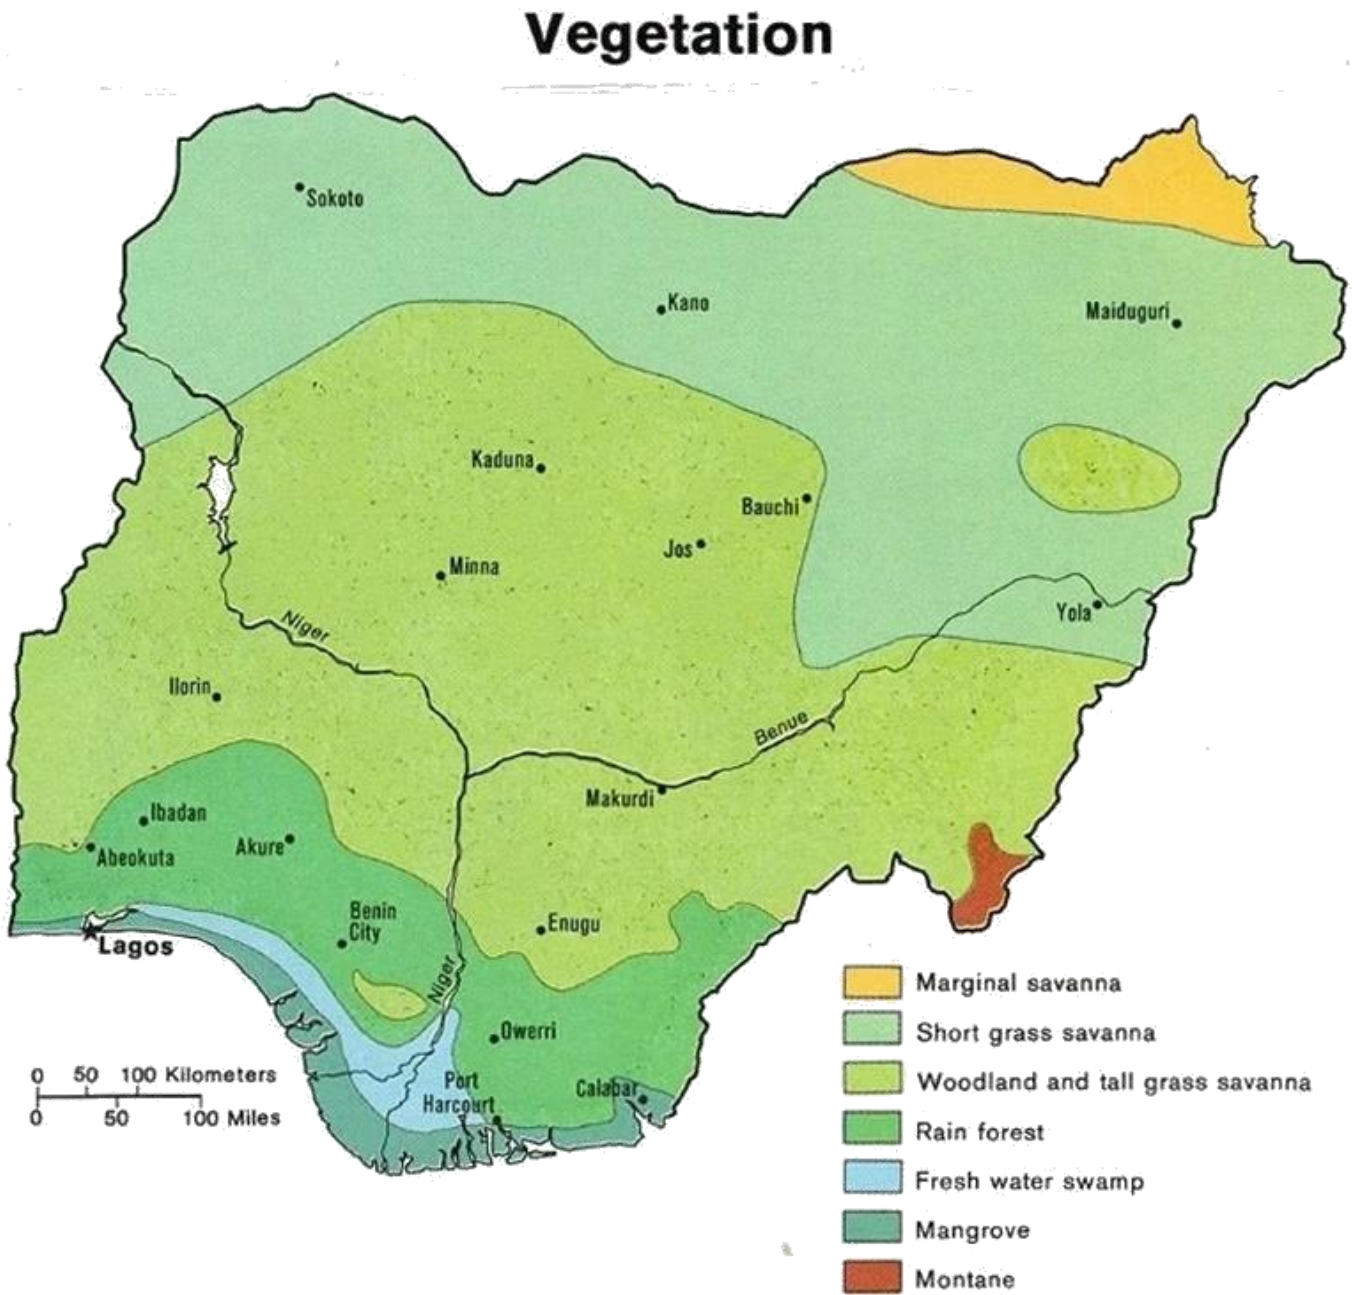 Vegetation
Sokoto
Kano
Maiduguri
Kaduna
Bauchi
Jos
Minna
Yola
Niger
Ilorin
Benue
Makurdi
Ibadan
Akure
Abeokuta
Benin
City
Enugu
Lagos
Niger
Owerri
Port
Harcourt
Calabar
0 50 100 Kilometers
0 50 100 Miles
Marginal savanna
Short grass savanna
Woodland and tall grass savanna
Rain forest
Fresh water swamp
Mangrove
Montane